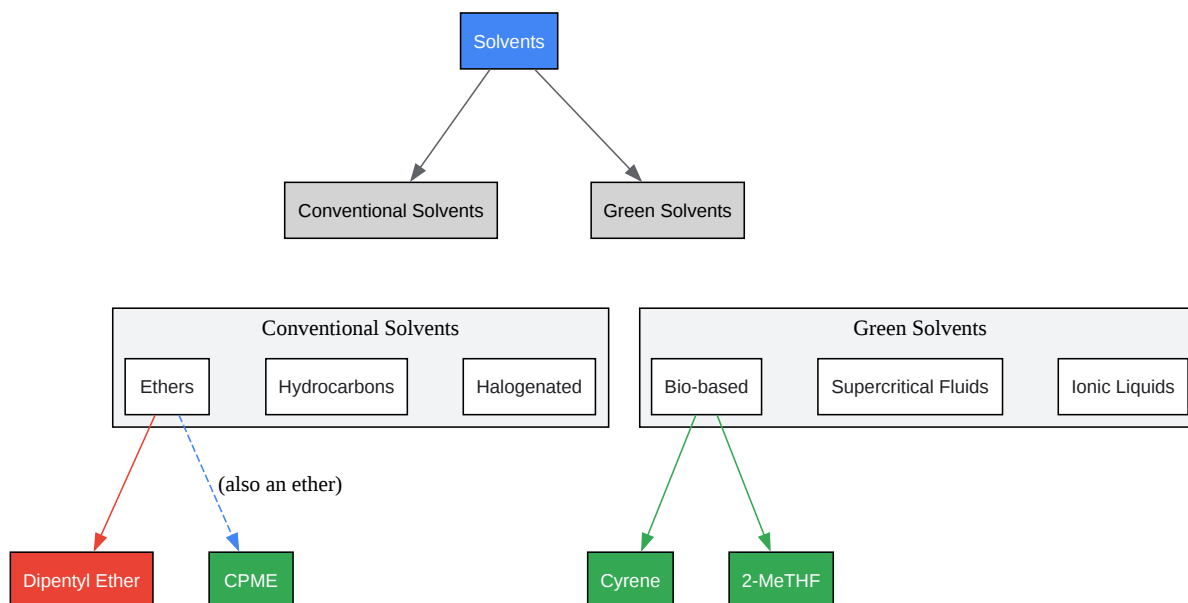 Solvents
Conventional Solvents
Green Solvents
Conventional Solvents
Green Solvents
Ethers
Hydrocarbons
Halogenated
Bio-based
Supercritical Fluids
Ionic Liquids
(also an ether)
Dipentyl Ether
CPME
Cyrene
2-MeTHF